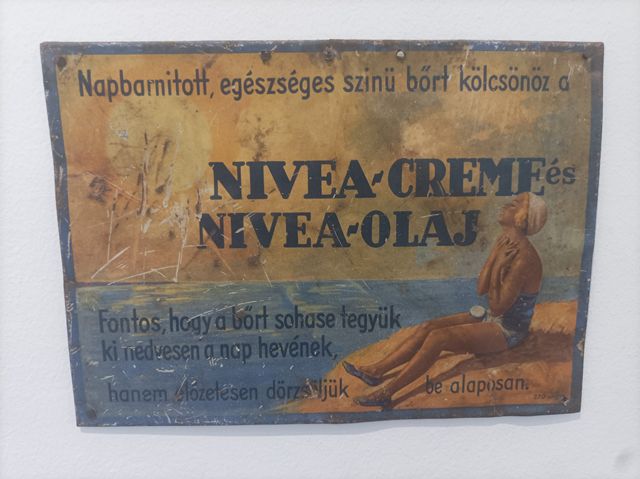 Napbarnitott, egészséges szinü bőrt kölcsönöz a
NIVEA-CREME és
NIVEA-OLAJ
Fontos, hogy a bőrt sohase tegyük
ki nedvesen a nap hevének,
hanem előzetesen dörzsöljük be alaposan.